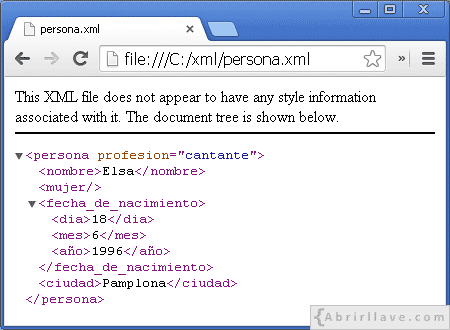 persona.xml
file:///C:/xml/persona.xml
This XML file does not appear to have any style information
associated with it. The document tree is shown below.
<persona profesion="cantante">
<nombre>Elsa</nombre>
<mujer/>
<fecha_de_nacimiento>
<dia>18</dia>
<mes>6</mes>
<año>1996</año>
</fecha_de_nacimiento>
<ciudad>Pamplona</ciudad>
</persona>
{Abrirllave.com